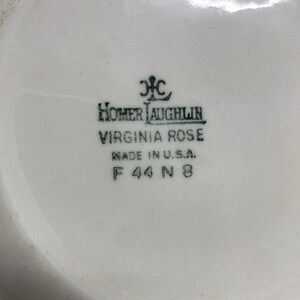 HLC
HOMER LAUGHLIN
VIRGINIA ROSE
MADE IN U.S.A.
F 44 N 8